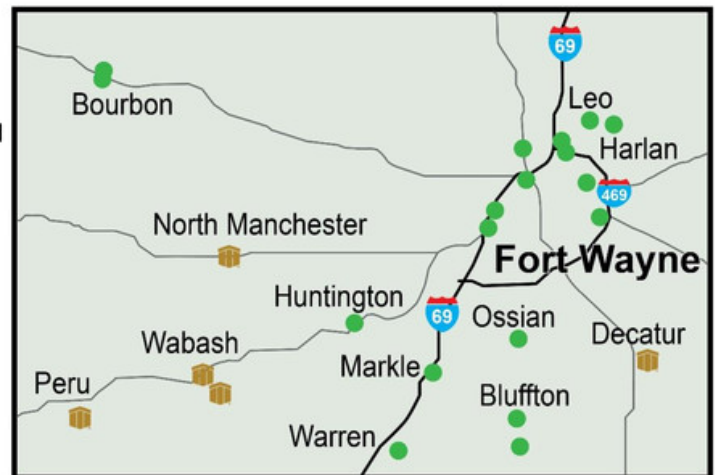 69
Leo
Bourbon
Harlan
469
North Manchester
Fort Wayne
Huntington
69
Ossian
Wabash
Decatur
Markle
Peru
Bluffton
Warren